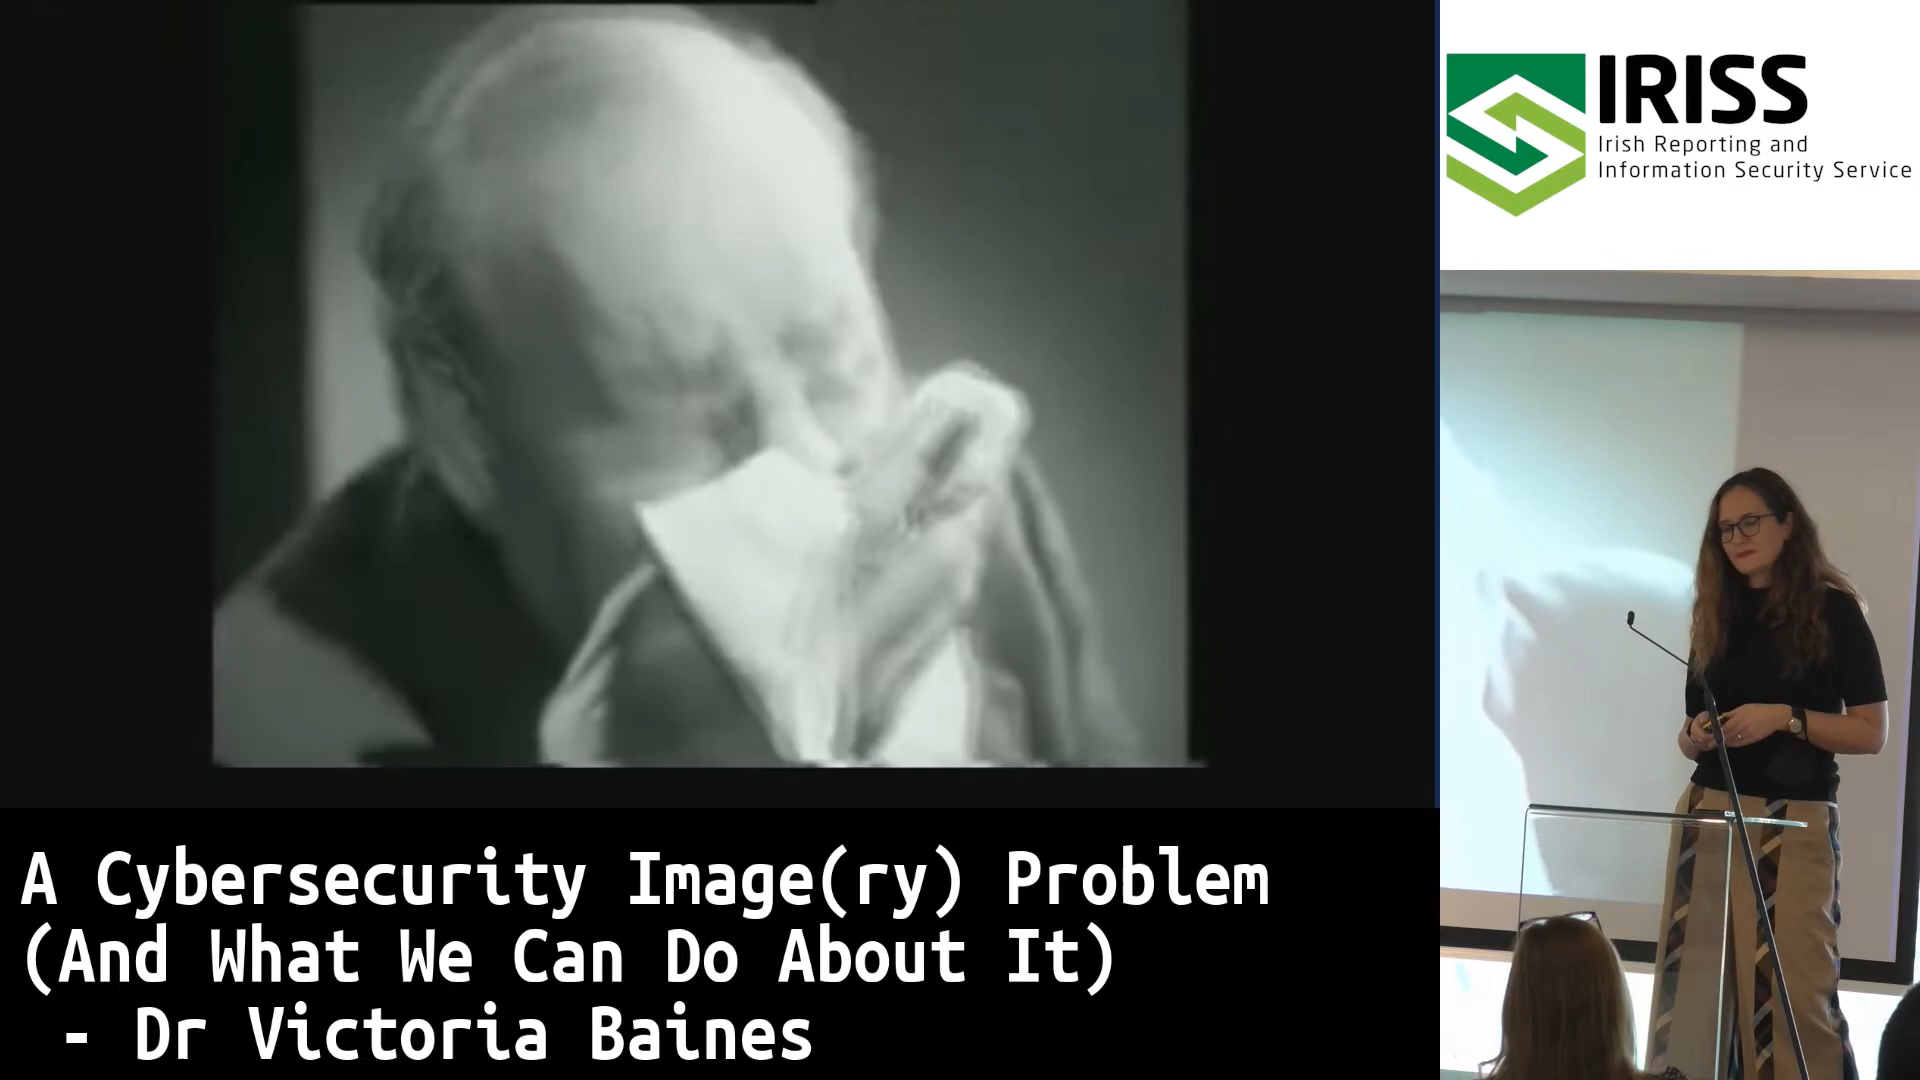 IRISS
Irish Reporting and
Information Security Service
A Cybersecurity Image(ry) Problem
(And What We Can Do About It)
- Dr Victoria Baines